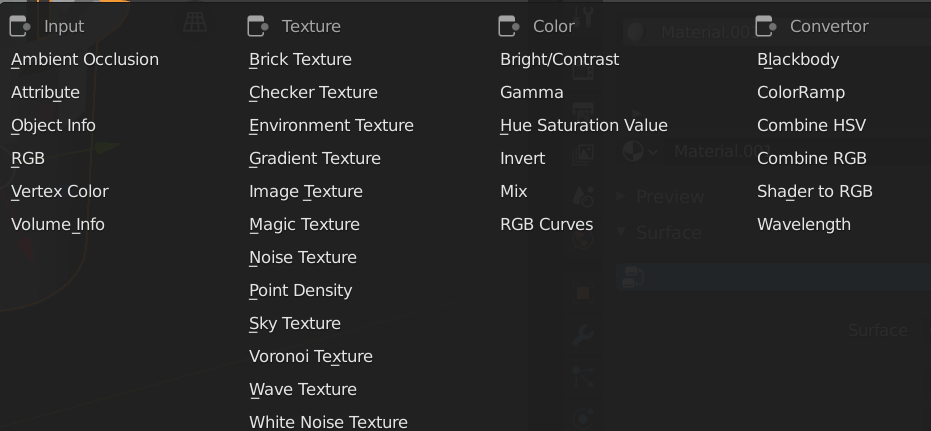 Input
Ambient Occlusion
Attribute
Object Info
RGB
Vertex Color
Volume Info
Texture
Brick Texture
Checker Texture
Environment Texture
Gradient Texture
Image Texture
Magic Texture
Noise Texture
Point Density
Sky Texture
Voronoi Texture
Wave Texture
White Noise Texture
Color
Bright/Contrast
Gamma
Hue Saturation Value
Invert
Mix
RGB Curves
Convertor
Blackbody
ColorRamp
Combine HSV
Combine RGB
Shader to RGB
Wavelength
Material.001
Preview
Surface
Surface